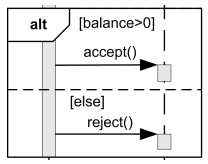 alt [balance>0]
accept()
[else]
reject()